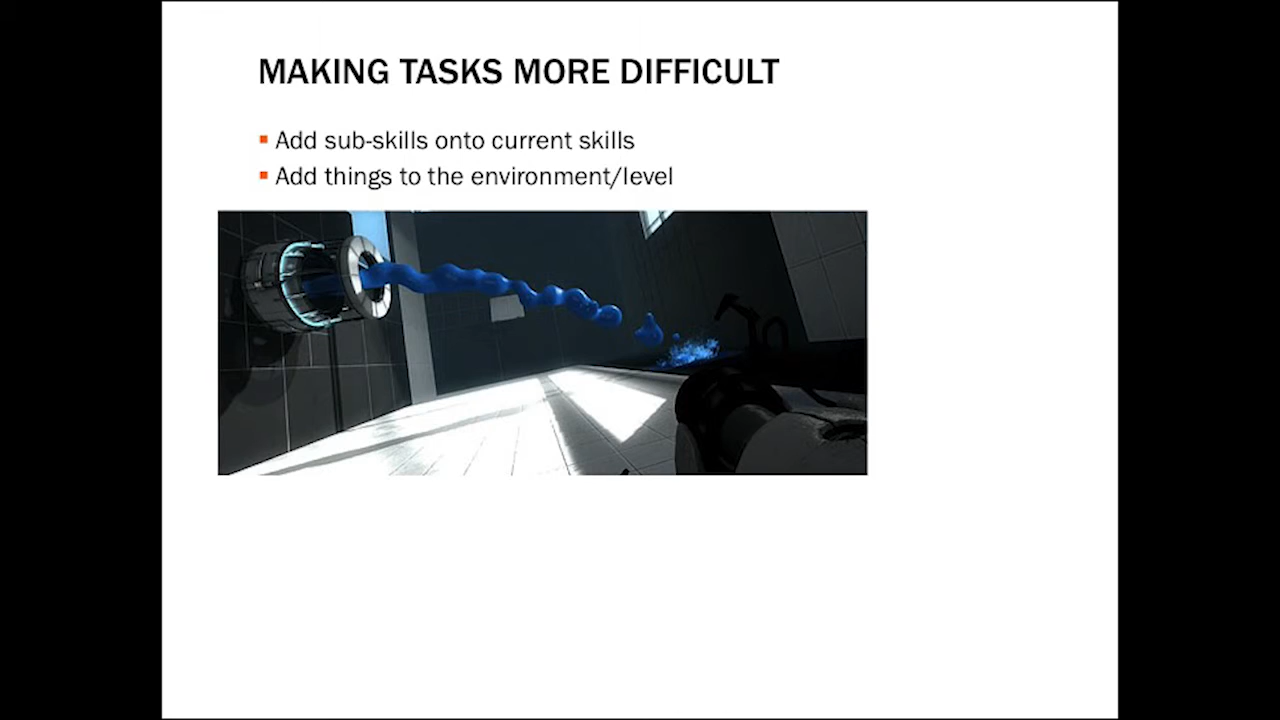 MAKING TASKS MORE DIFFICULT
Add sub-skills onto current skills
Add things to the environment/level